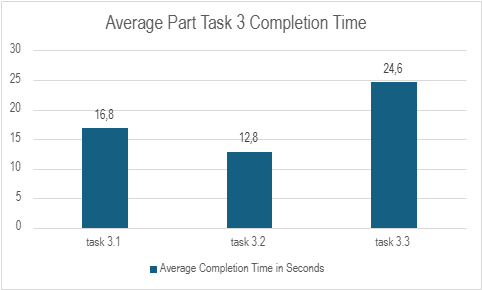 Average Part Task 3 Completion Time
30
25
20
15
10
5
0
16,8
12,8
24,6
task 3.1
task 3.2
task 3.3
Average Completion Time in Seconds